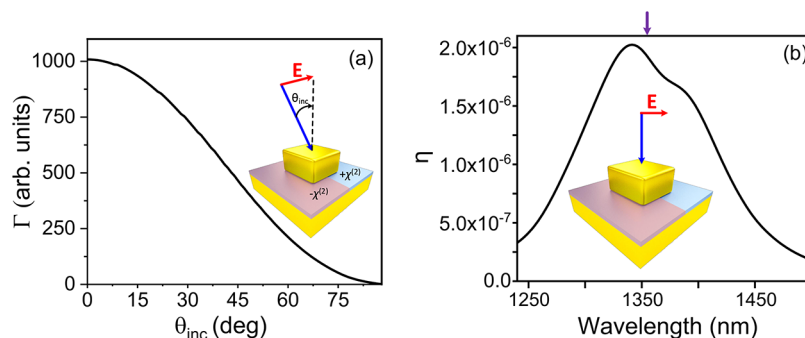 (a)
1000
750
500
250
0
Γ (arb. units)
E
θinc
+χ(2)
-χ(2)
0 15 30 45 60 75
θinc (deg)
(b)
2.0x10-6
1.5x10-6
1.0x10-6
5.0x10-7
0.0
η
E
1250 1350 1450
Wavelength (nm)